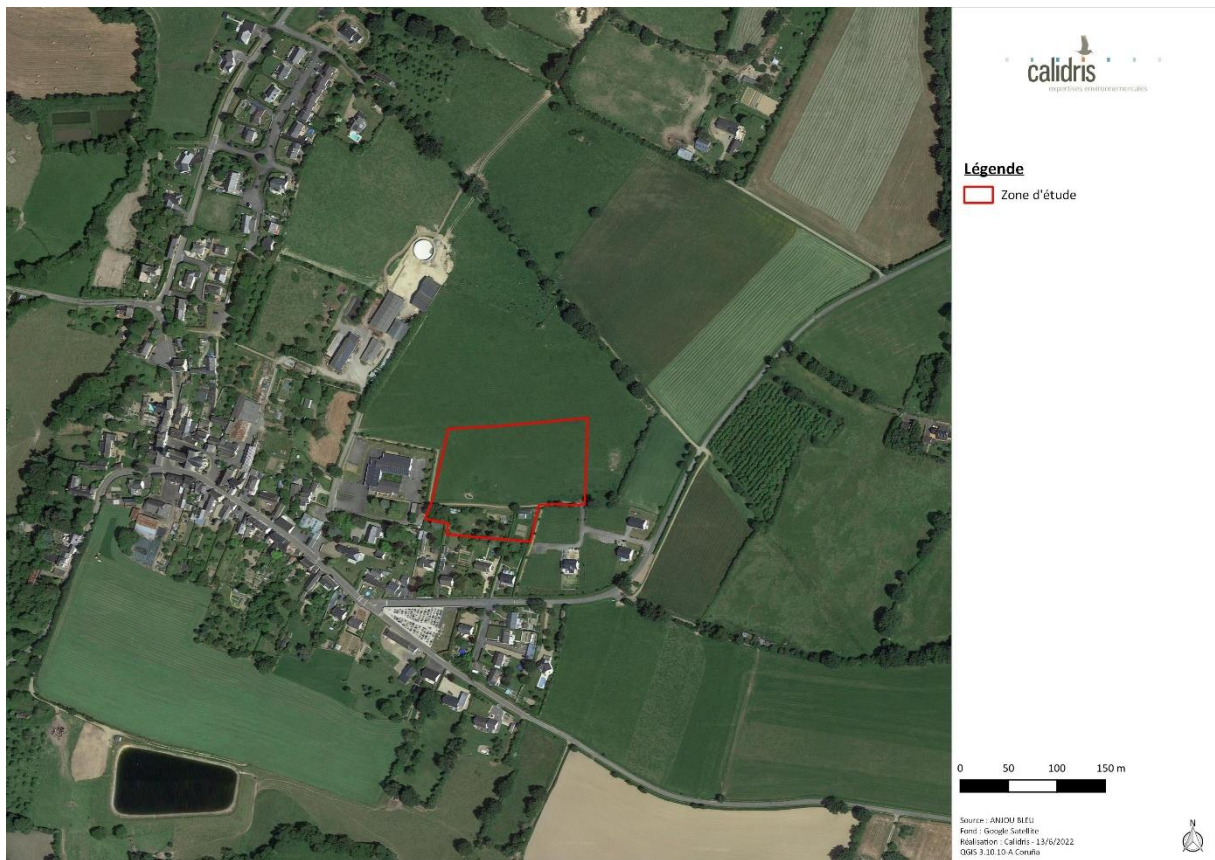 calidris
expertises environnementales
Légende
Zone d'étude
0 50 100 150 m
Source : ANJOU BLEU
Fond : Google Satellite
Réalisation : Calidris - 13/6/2022
QGIS 3.10.10-A Coruña
N